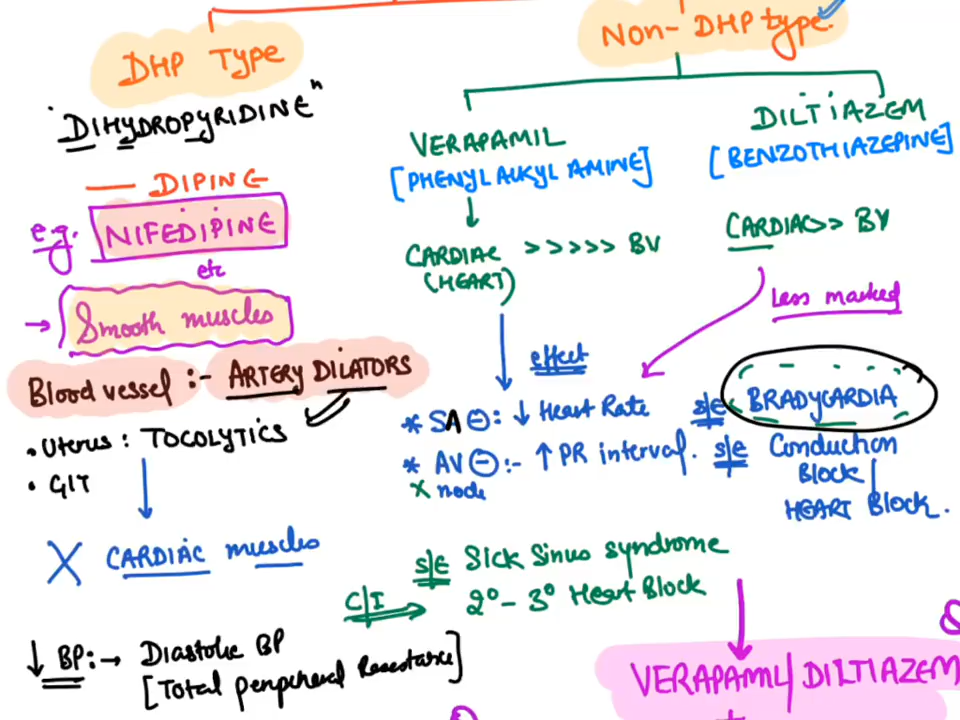 DHP Type
"DIHYDROPYRIDINE"
— DIPINE
e.g. NIFEDIPINE
etc
→ Smooth muscles
Blood vessel :- ARTERY DILATORS
• Uterus : TOCOLYTICS
• GIT
X CARDIAC muscles
↓ BP:→ Diastolic BP
[Total peripheral Resistance]
Non-DHP type
VERAPAMIL
[PHENYL ALKYL AMINE]
CARDIAC >>>>> BV
(HEART)
DILTIAZEM
[BENZOTHIAZEPINE]
CARDIAC >> BV
Less marked
effect
* SA ⊖: ↓ Heart Rate s/E BRADYCARDIA
* AV ⊖:- ↑ PR interval. s/E Conduction
X node
Block
HEART Block.
s/E Sick Sinus syndrome
C/I → 2° - 3° Heart Block
VERAPAMIL/DILTIAZEM